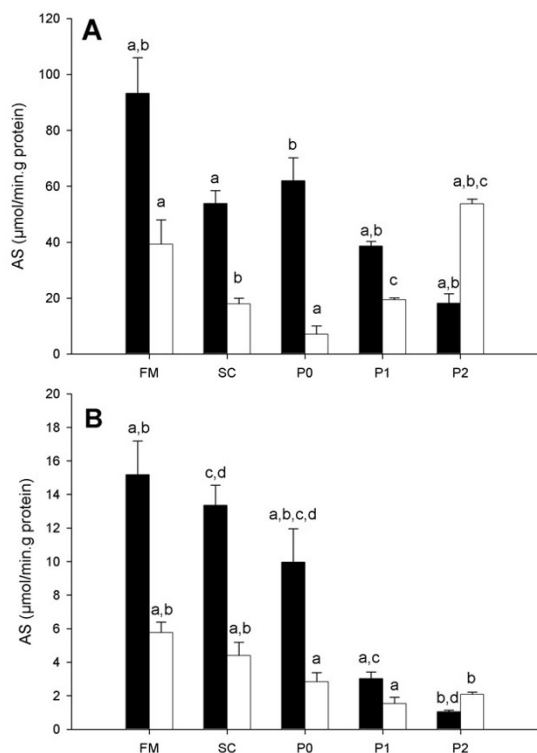 A
AS (µmol/min.g protein)
120
100
80
60
40
20
0
a,b
a
a
b
b
a
a,b
c
a,b
a,b,c
FM
SC
P0
P1
P2
B
AS (µmol/min.g protein)
20
18
16
14
12
10
8
6
4
2
0
a,b
a,b
c,d
a,b
a,b,c,d
a
a,c
a
b,d
b
FM
SC
P0
P1
P2